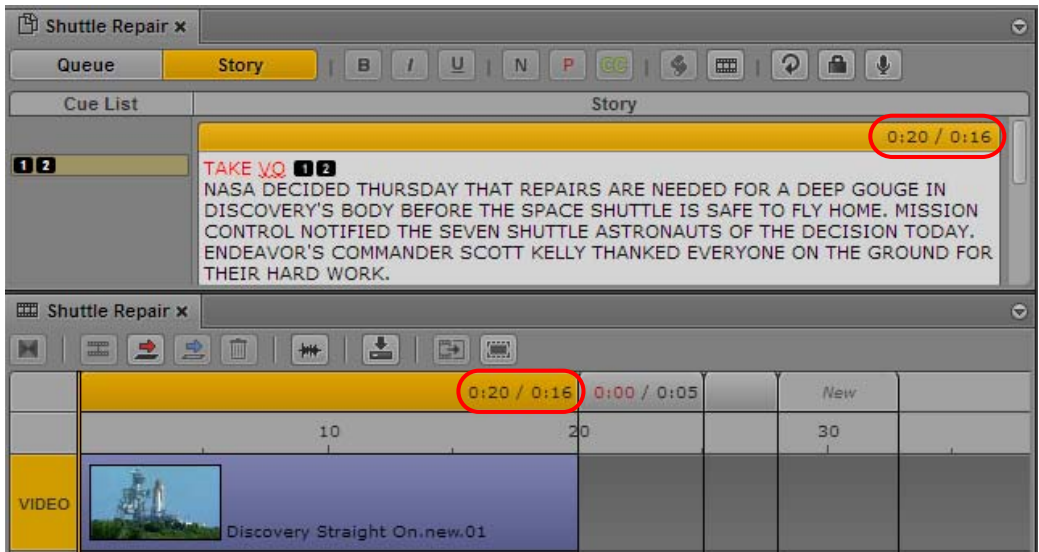 Shuttle Repair x
Queue Story B I U N P CC
Cue List Story
0:20 / 0:16
1 2
TAKE VO 1 2
NASA DECIDED THURSDAY THAT REPAIRS ARE NEEDED FOR A DEEP GOUGE IN
DISCOVERY'S BODY BEFORE THE SPACE SHUTTLE IS SAFE TO FLY HOME. MISSION
CONTROL NOTIFIED THE SEVEN SHUTTLE ASTRONAUTS OF THE DECISION TODAY.
ENDEAVOR'S COMMANDER SCOTT KELLY THANKED EVERYONE ON THE GROUND FOR
THEIR HARD WORK.
Shuttle Repair x
0:20 / 0:16 0:00 / 0:05 New
10 20 30
VIDEO
Discovery Straight On.new.01